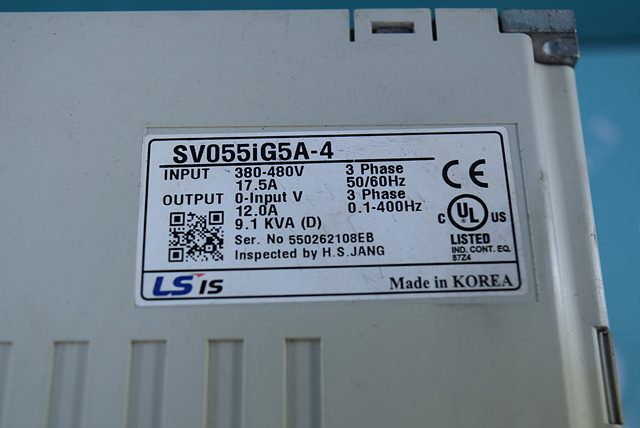 SV055iG5A-4
INPUT 380-480V 3 Phase
17.5A 50/60Hz
OUTPUT 0-Input V 3 Phase
12.0A 0.1-400Hz
9.1 KVA (D)
Ser. No 550262108EB
Inspected by H.S.JANG
CE
C UL US
LISTED
IND. CONT. EQ.
87Z4
LS IS
Made in KOREA